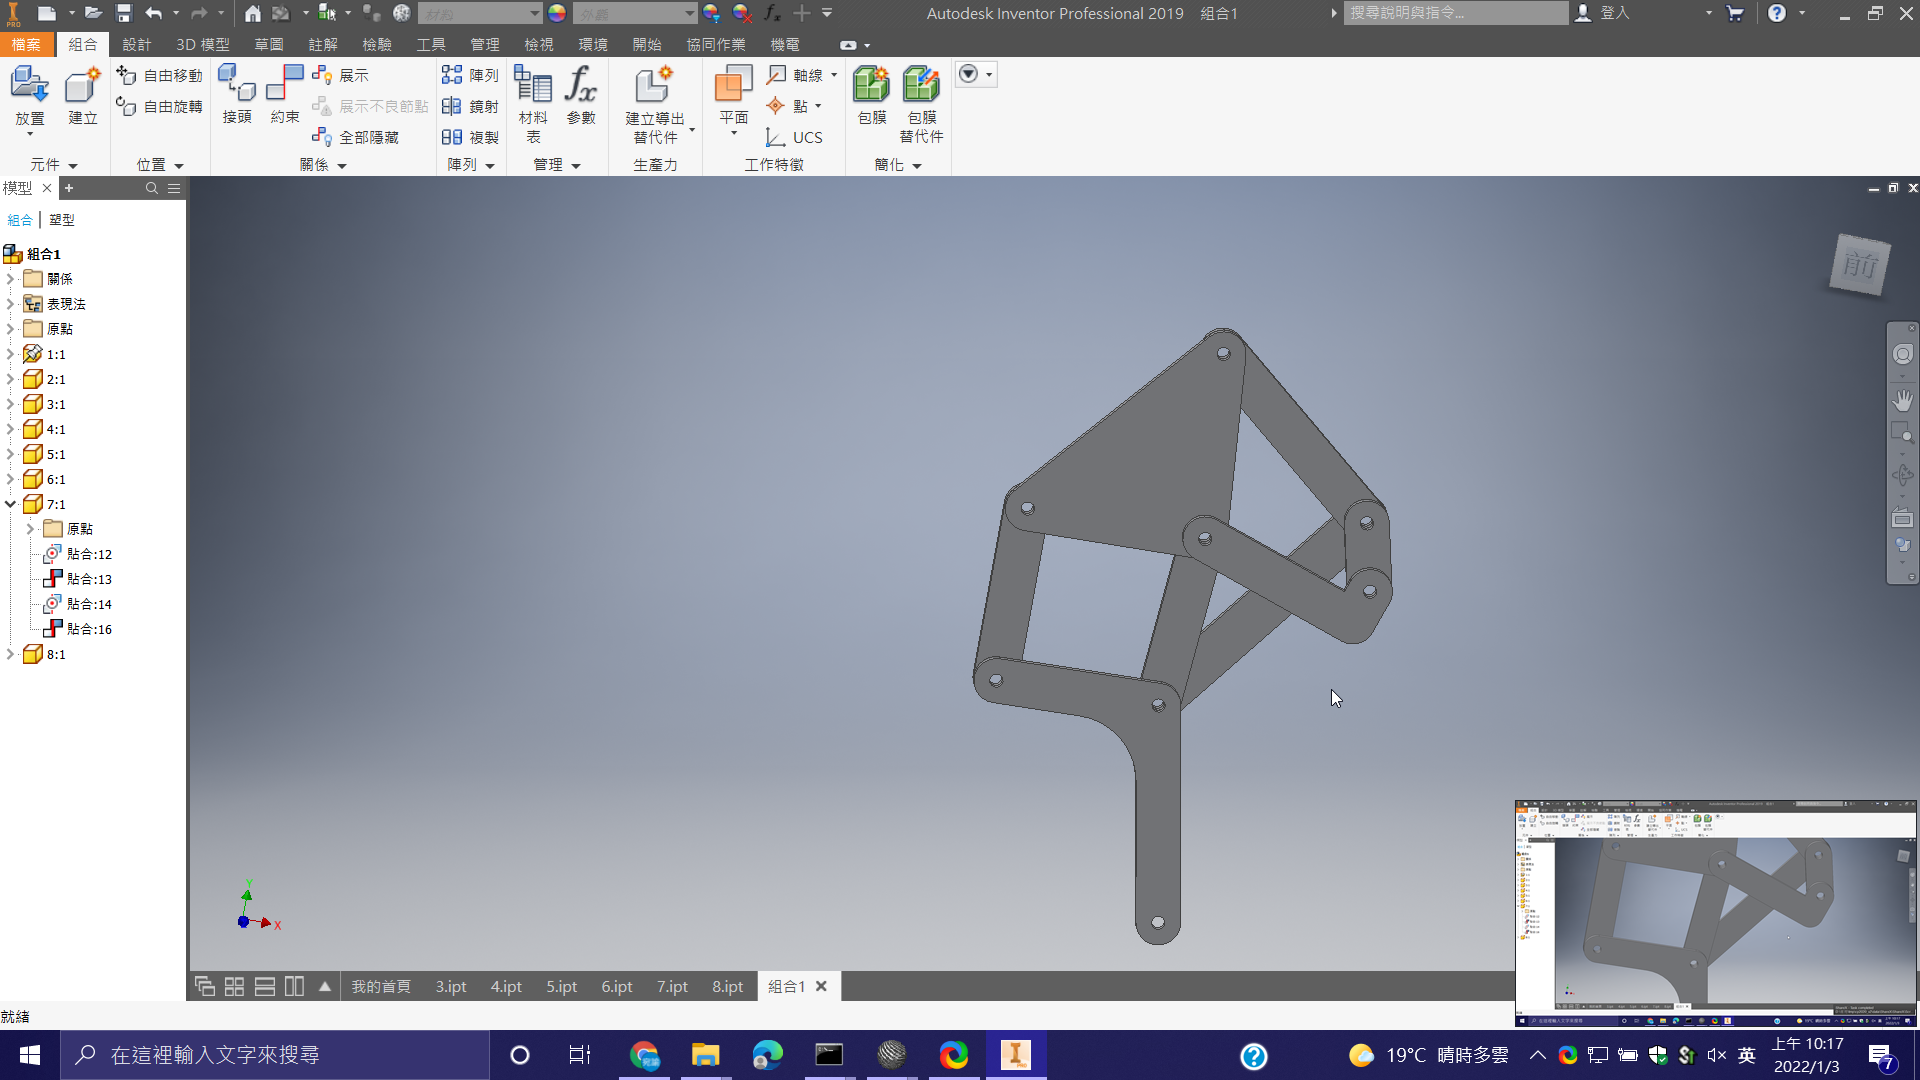 PRO
材料
外觀
Autodesk Inventor Professional 2019 組合1
搜尋說明與指令...
登入
檔案 組合 設計 3D 模型 草圖 註解 檢驗 工具 管理 檢視 環境 開始 協同作業 機電
放置
建立
自由移動
自由旋轉
接頭
約束
展示
展示不良節點
全部隱藏
陣列
鏡射
複製
材料表
參數
建立導出
替代件
平面
軸線
點
UCS
包膜
包膜
替代件
元件
位置
關係
陣列
管理
生產力
工作特徵
簡化
模型
組合 塑型
組合1
關係
表現法
原點
1:1
2:1
3:1
4:1
5:1
6:1
7:1
原點
貼合:12
貼合:13
貼合:14
貼合:16
8:1
前
Y
X
我的首頁 3.ipt 4.ipt 5.ipt 6.ipt 7.ipt 8.ipt 組合1
就緒
在這裡輸入文字來搜尋
19°C 晴時多雲
英
上午 10:17
2022/1/3
7